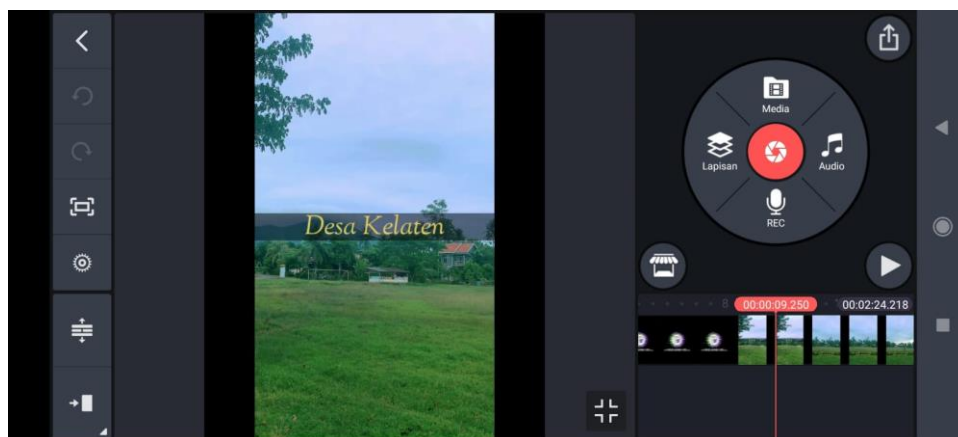 Desa Kelaten
Media
Lapisan
Audio
REC
00:00:09.250
00:02:24.218